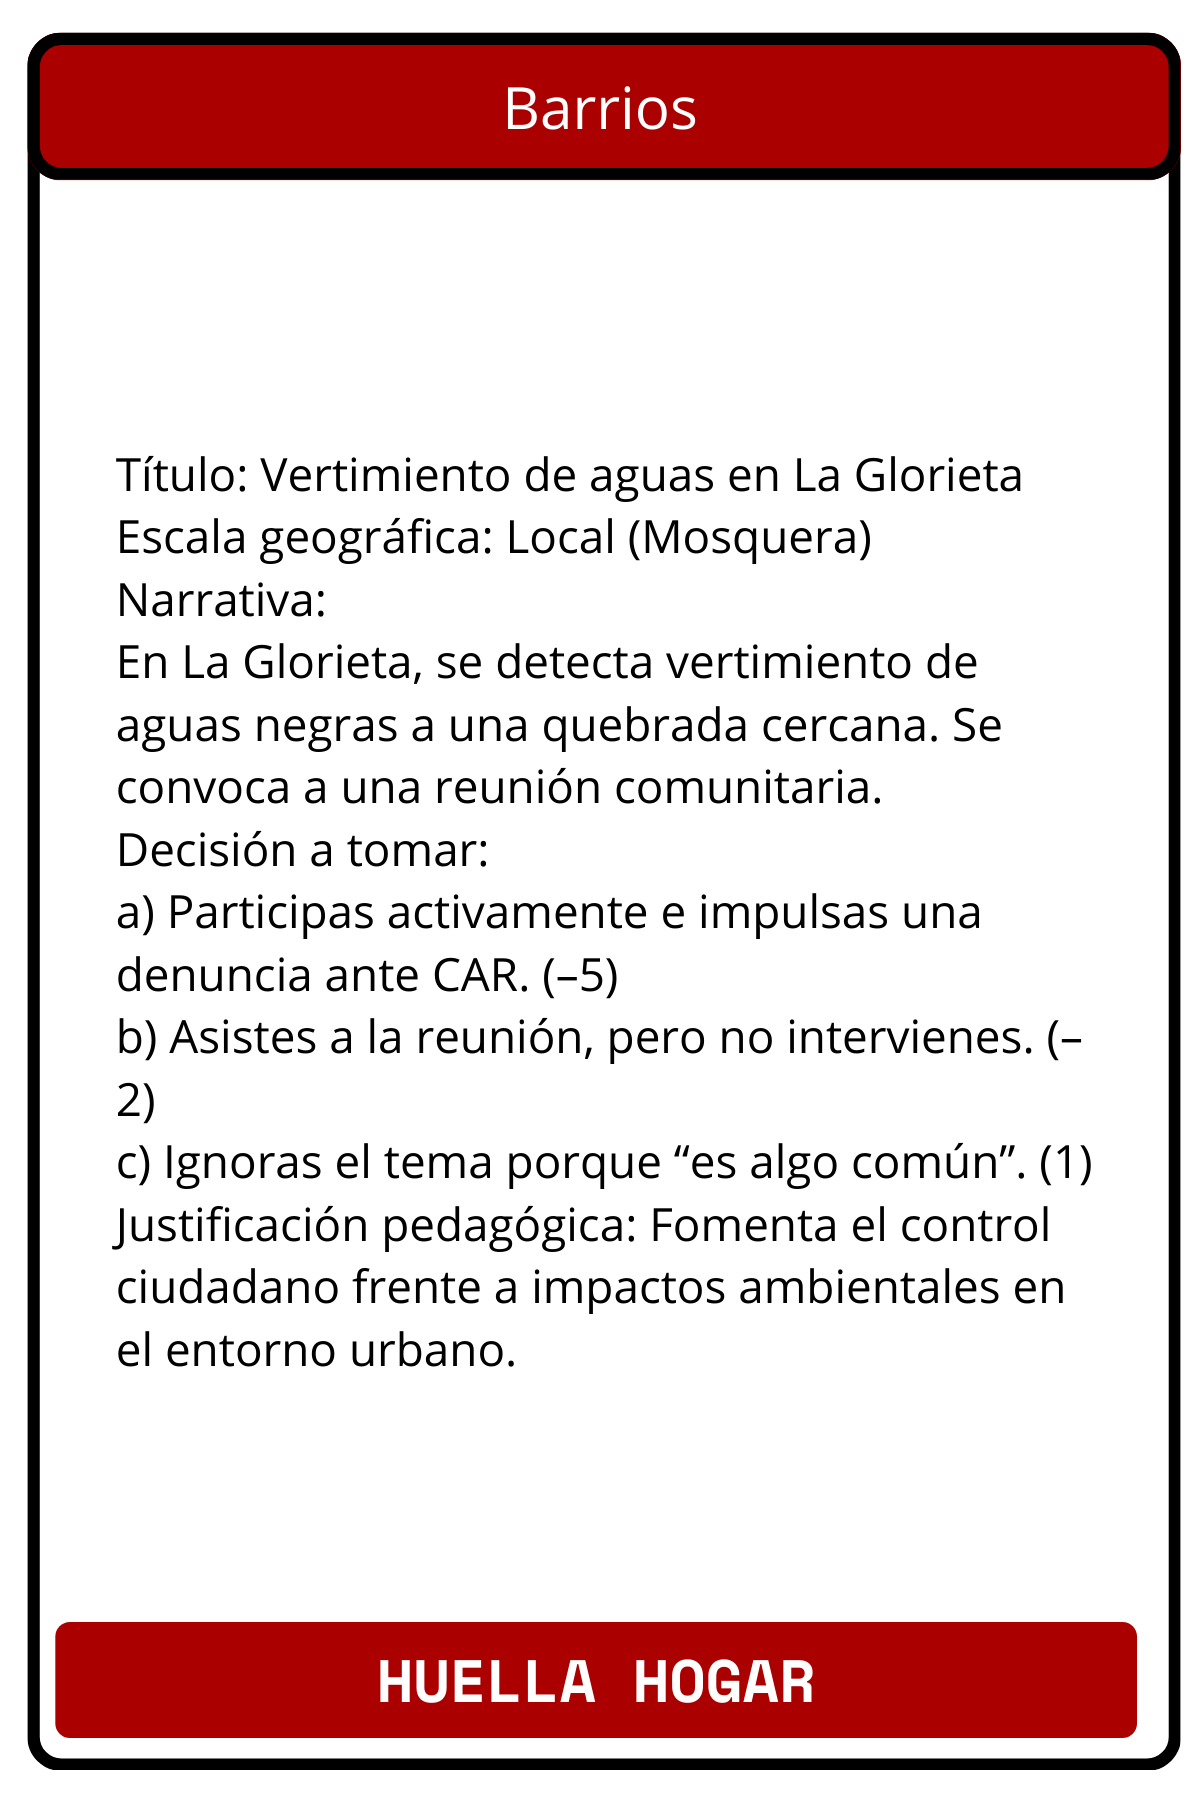 Barrios
Título: Vertimiento de aguas en La Glorieta
Escala geográfica: Local (Mosquera)
Narrativa:
En La Glorieta, se detecta vertimiento de
aguas negras a una quebrada cercana. Se
convoca a una reunión comunitaria.
Decisión a tomar:
a) Participas activamente e impulsas una
denuncia ante CAR. (–5)
b) Asistes a la reunión, pero no intervienes. (–
2)
c) Ignoras el tema porque “es algo común”. (1)
Justificación pedagógica: Fomenta el control
ciudadano frente a impactos ambientales en
el entorno urbano.
HUELLA HOGAR